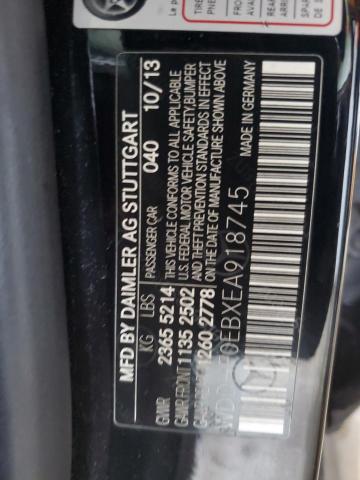 MFD BY DAIMLER AG STUTTGART
KG LBS PASSENGER CAR 040 10/13
GVWR 2365 5214 THIS VEHICLE CONFORMS TO ALL APPLICABLE
GAWR FRONT 1135 2502 U.S. FEDERAL MOTOR VEHICLE SAFETY, BUMPER
1260 2778 AND THEFT PREVENTION STANDARDS IN EFFECT
ON THE DATE OF MANUFACTURE SHOWN ABOVE
EBXEA918745 MADE IN GERMANY